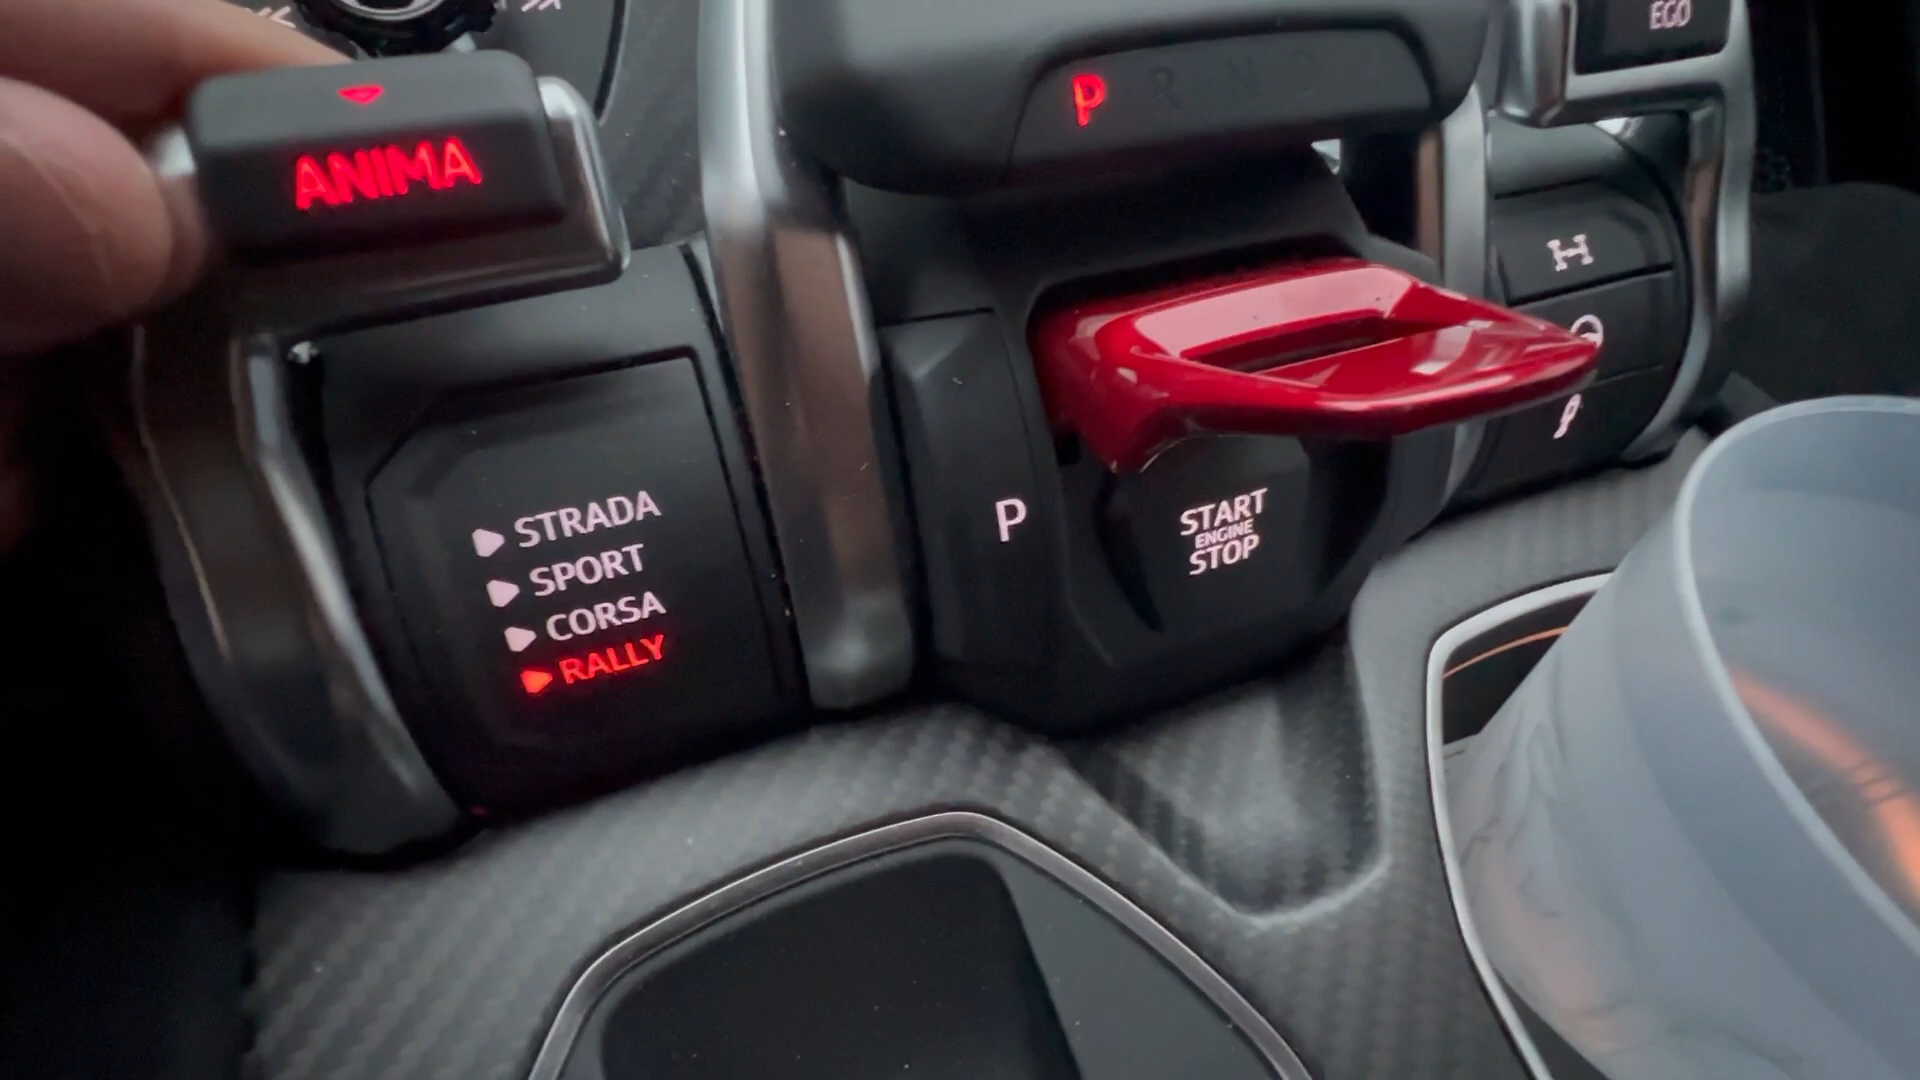 EGO
P R N D
ANIMA
STRADA
SPORT
CORSA
RALLY
P
START
ENGINE
STOP